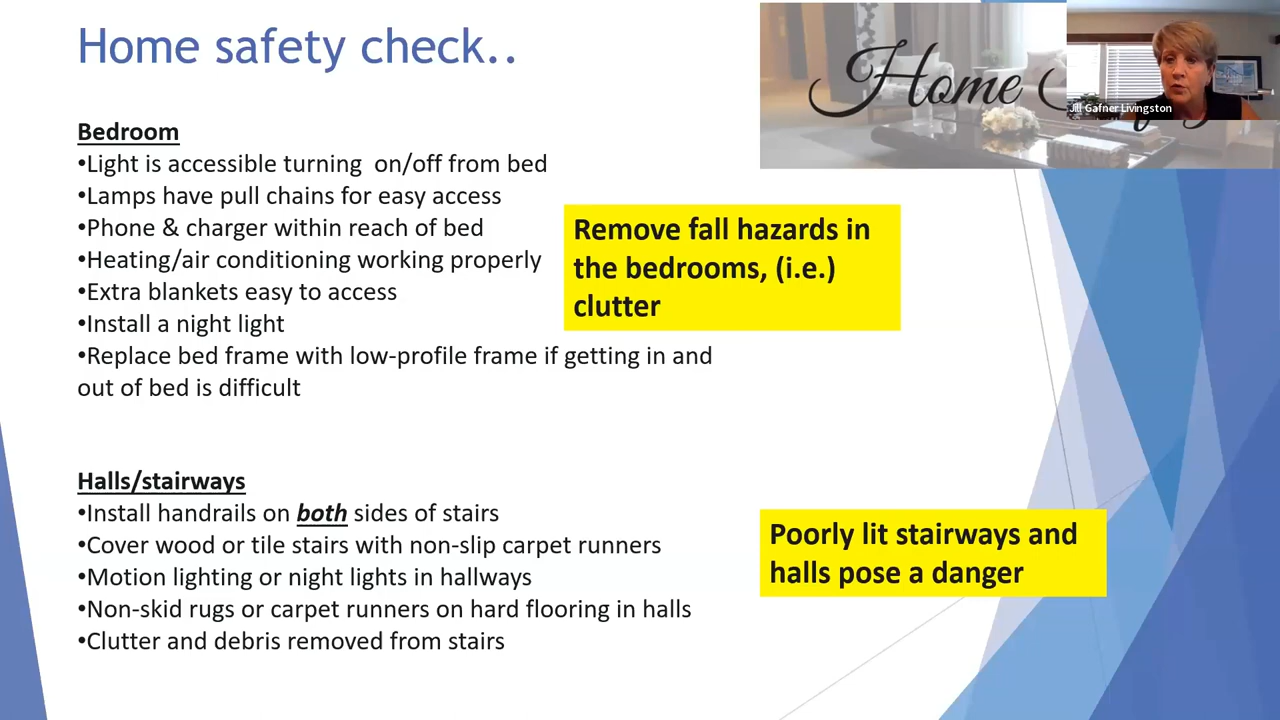 Home safety check..
Home
Jill Gafner Livingston
Bedroom
•Light is accessible turning  on/off from bed
•Lamps have pull chains for easy access
•Phone & charger within reach of bed
•Heating/air conditioning working properly
•Extra blankets easy to access
•Install a night light
•Replace bed frame with low-profile frame if getting in and
out of bed is difficult
Remove fall hazards in
the bedrooms, (i.e.)
clutter
Halls/stairways
•Install handrails on both sides of stairs
•Cover wood or tile stairs with non-slip carpet runners
•Motion lighting or night lights in hallways
•Non-skid rugs or carpet runners on hard flooring in halls
•Clutter and debris removed from stairs
Poorly lit stairways and
halls pose a danger